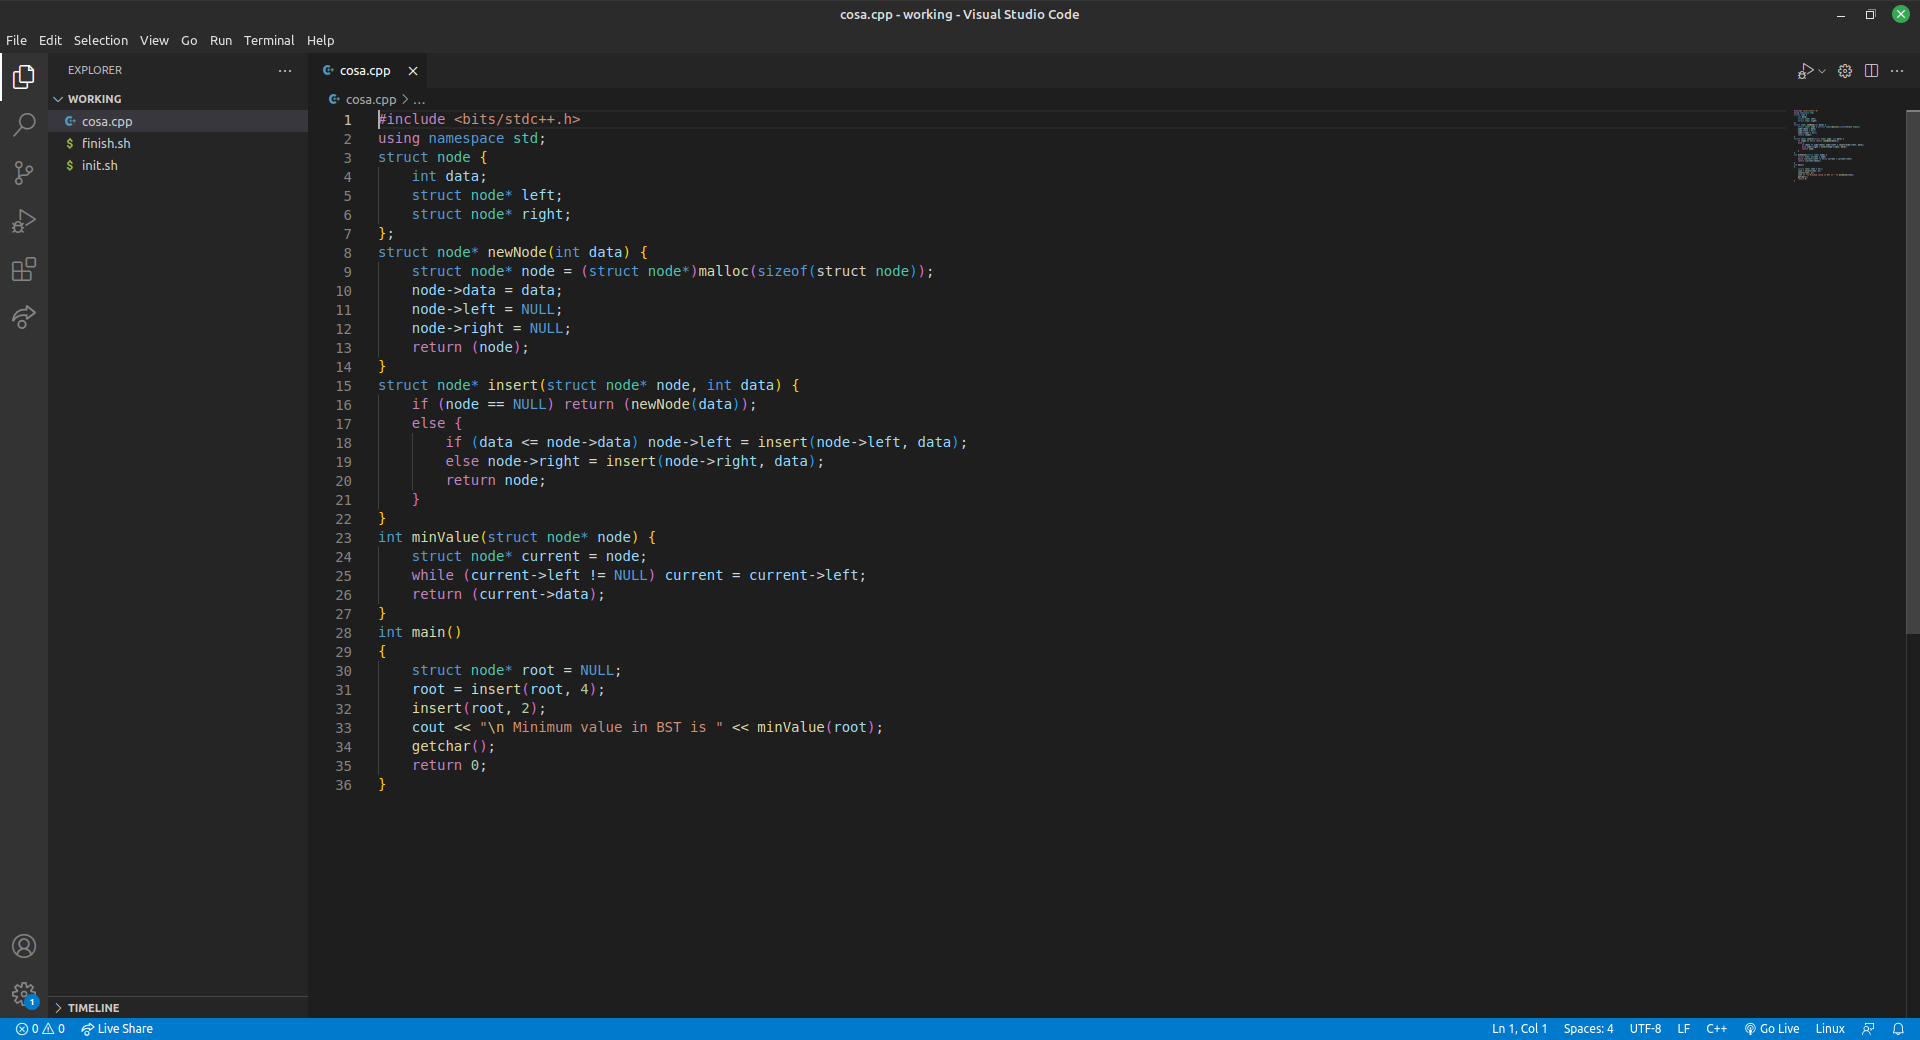 cosa.cpp - working - Visual Studio Code
File Edit Selection View Go Run Terminal Help
EXPLORER
WORKING
cosa.cpp
finish.sh
init.sh
TIMELINE
cosa.cpp
cosa.cpp > ...
1 #include <bits/stdc++.h>
2 using namespace std;
3 struct node {
4     int data;
5     struct node* left;
6     struct node* right;
7 };
8 struct node* newNode(int data) {
9     struct node* node = (struct node*)malloc(sizeof(struct node));
10     node->data = data;
11     node->left = NULL;
12     node->right = NULL;
13     return (node);
14 }
15 struct node* insert(struct node* node, int data) {
16     if (node == NULL) return (newNode(data));
17     else {
18         if (data <= node->data) node->left = insert(node->left, data);
19         else node->right = insert(node->right, data);
20         return node;
21     }
22 }
23 int minValue(struct node* node) {
24     struct node* current = node;
25     while (current->left != NULL) current = current->left;
26     return (current->data);
27 }
28 int main()
29 {
30     struct node* root = NULL;
31     root = insert(root, 4);
32     insert(root, 2);
33     cout << "\n Minimum value in BST is " << minValue(root);
34     getchar();
35     return 0;
36 }
1
0 0 Live Share Ln 1, Col 1 Spaces: 4 UTF-8 LF C++ Go Live Linux